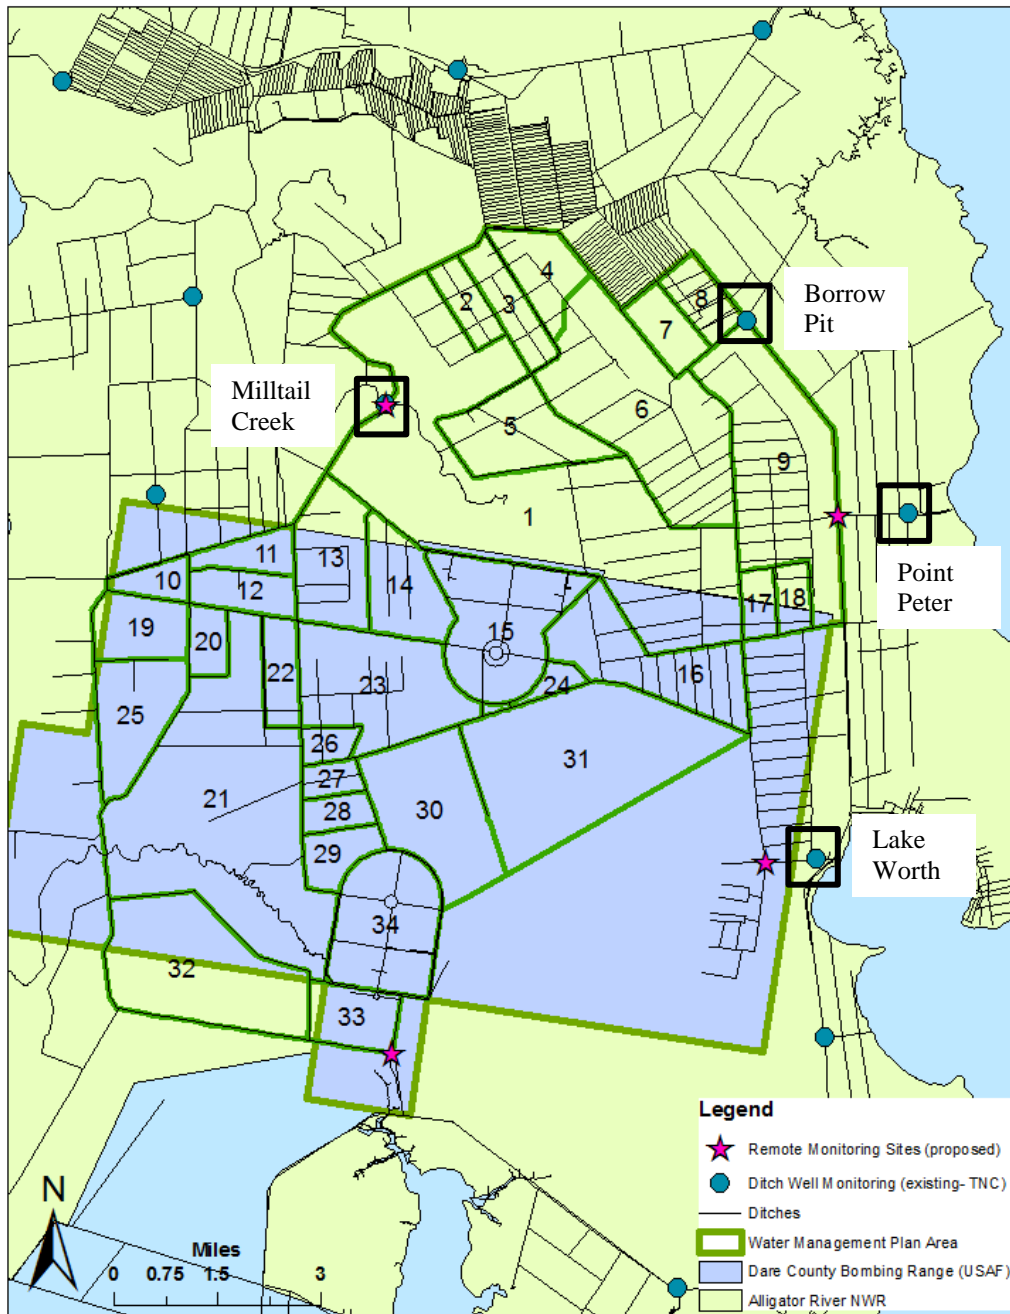 4
2
3
8
Borrow
Pit
7
Milltail
Creek
6
5
9
1
Point
Peter
11
13
10
12
14
17
18
19
20
15
22
16
23
24
25
26
31
27
21
28
30
29
Lake
Worth
34
32
33
Legend
Remote Monitoring Sites (proposed)
Ditch Well Monitoring (existing- TNC)
Ditches
Water Management Plan Area
Dare County Bombing Range (USAF)
Alligator River NWR
N
Miles
0 0.75 1.5 3